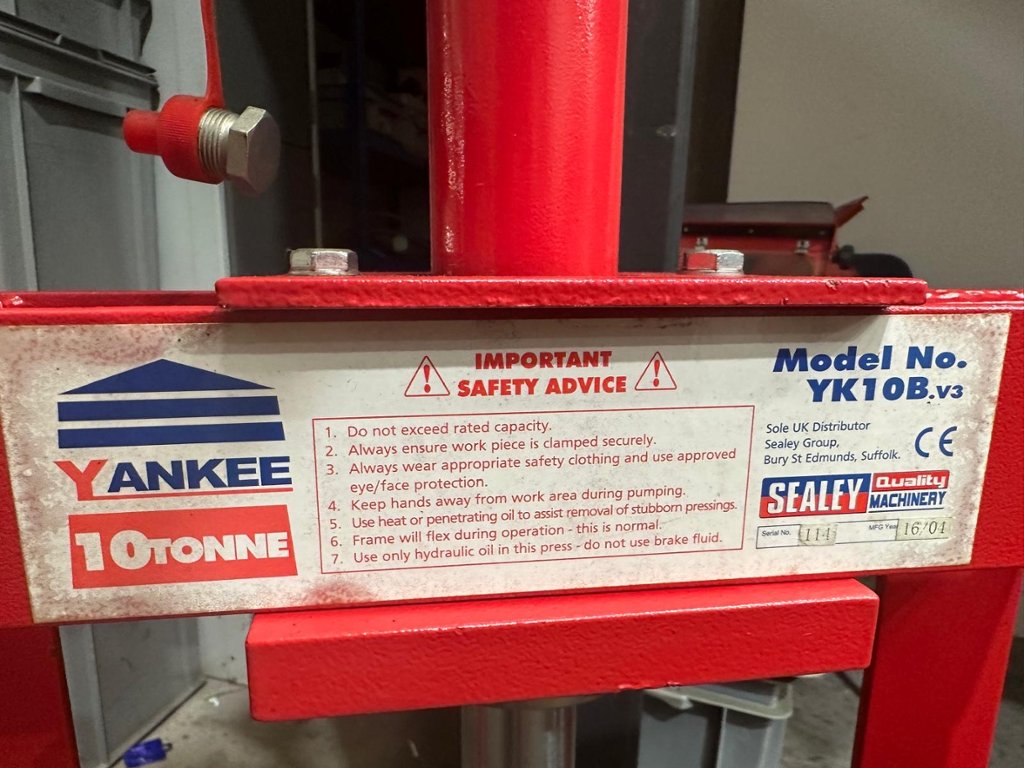 YANKEE
10TONNE
IMPORTANT
SAFETY ADVICE
1. Do not exceed rated capacity.
2. Always ensure work piece is clamped securely.
3. Always wear appropriate safety clothing and use approved
eye/face protection.
4. Keep hands away from work area during pumping.
5. Use heat or penetrating oil to assist removal of stubborn pressings.
6. Frame will flex during operation - this is normal.
7. Use only hydraulic oil in this press - do not use brake fluid.
Model No.
YK10B.V3
Sole UK Distributor
Sealey Group,
Bury St Edmunds, Suffolk.
CE
SEALEY Quality
MACHINERY
Serial No. 114 MFG Year 16/01